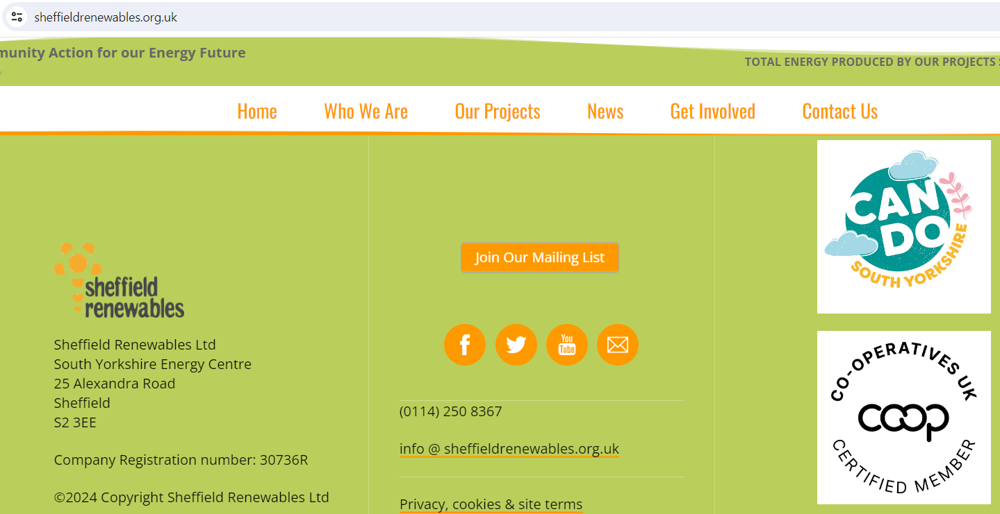 sheffieldrenewables.org.uk
munity Action for our Energy Future
TOTAL ENERGY PRODUCED BY OUR PROJECTS
Home
Who We Are
Our Projects
News
Get Involved
Contact Us
sheffield
renewables
Sheffield Renewables Ltd
South Yorkshire Energy Centre
25 Alexandra Road
Sheffield
S2 3EE
Company Registration number: 30736R
©2024 Copyright Sheffield Renewables Ltd
Join Our Mailing List
You
Tube
(0114) 250 8367
info @ sheffieldrenewables.org.uk
Privacy, cookies & site terms
CAN
DO
SOUTH YORKSHIRE
CO-OPERATIVES UK
coop
CERTIFIED MEMBER